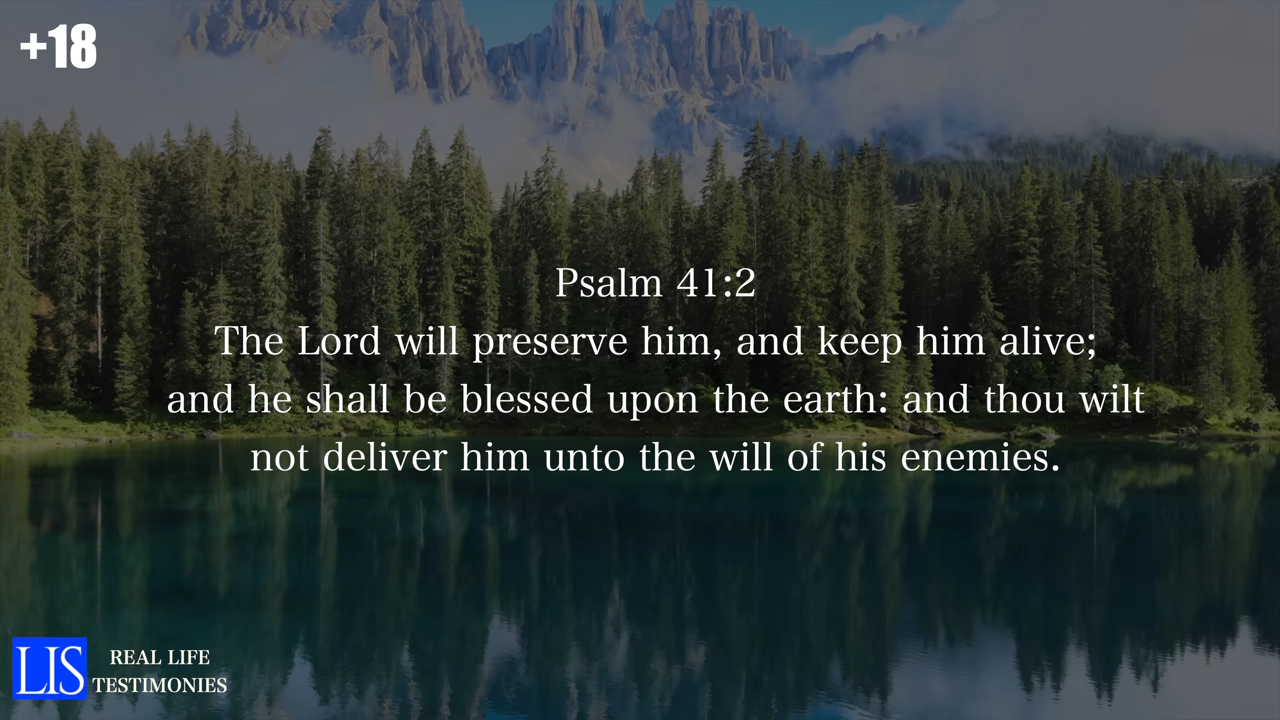 +18
Psalm 41:2
The Lord will preserve him, and keep him alive;
and he shall be blessed upon the earth: and thou wilt
not deliver him unto the will of his enemies.
LIS
REAL LIFE
TESTIMONIES